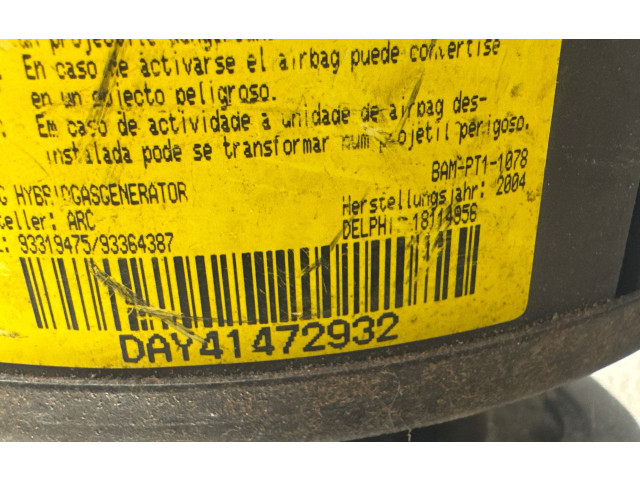 En caso de activarse el airbag puede convertise
en un objecto peligroso.
Em caso de actividade a unidade de airbag des-
instalada pode se transformar num projetil perigoso.
BAM-PT1-1078
G HYBRIDGASGENERATOR
Herstellungsjahr: 2004
steller: ARC
DELPHI 18114956
93319475/93364387
DAY41472932